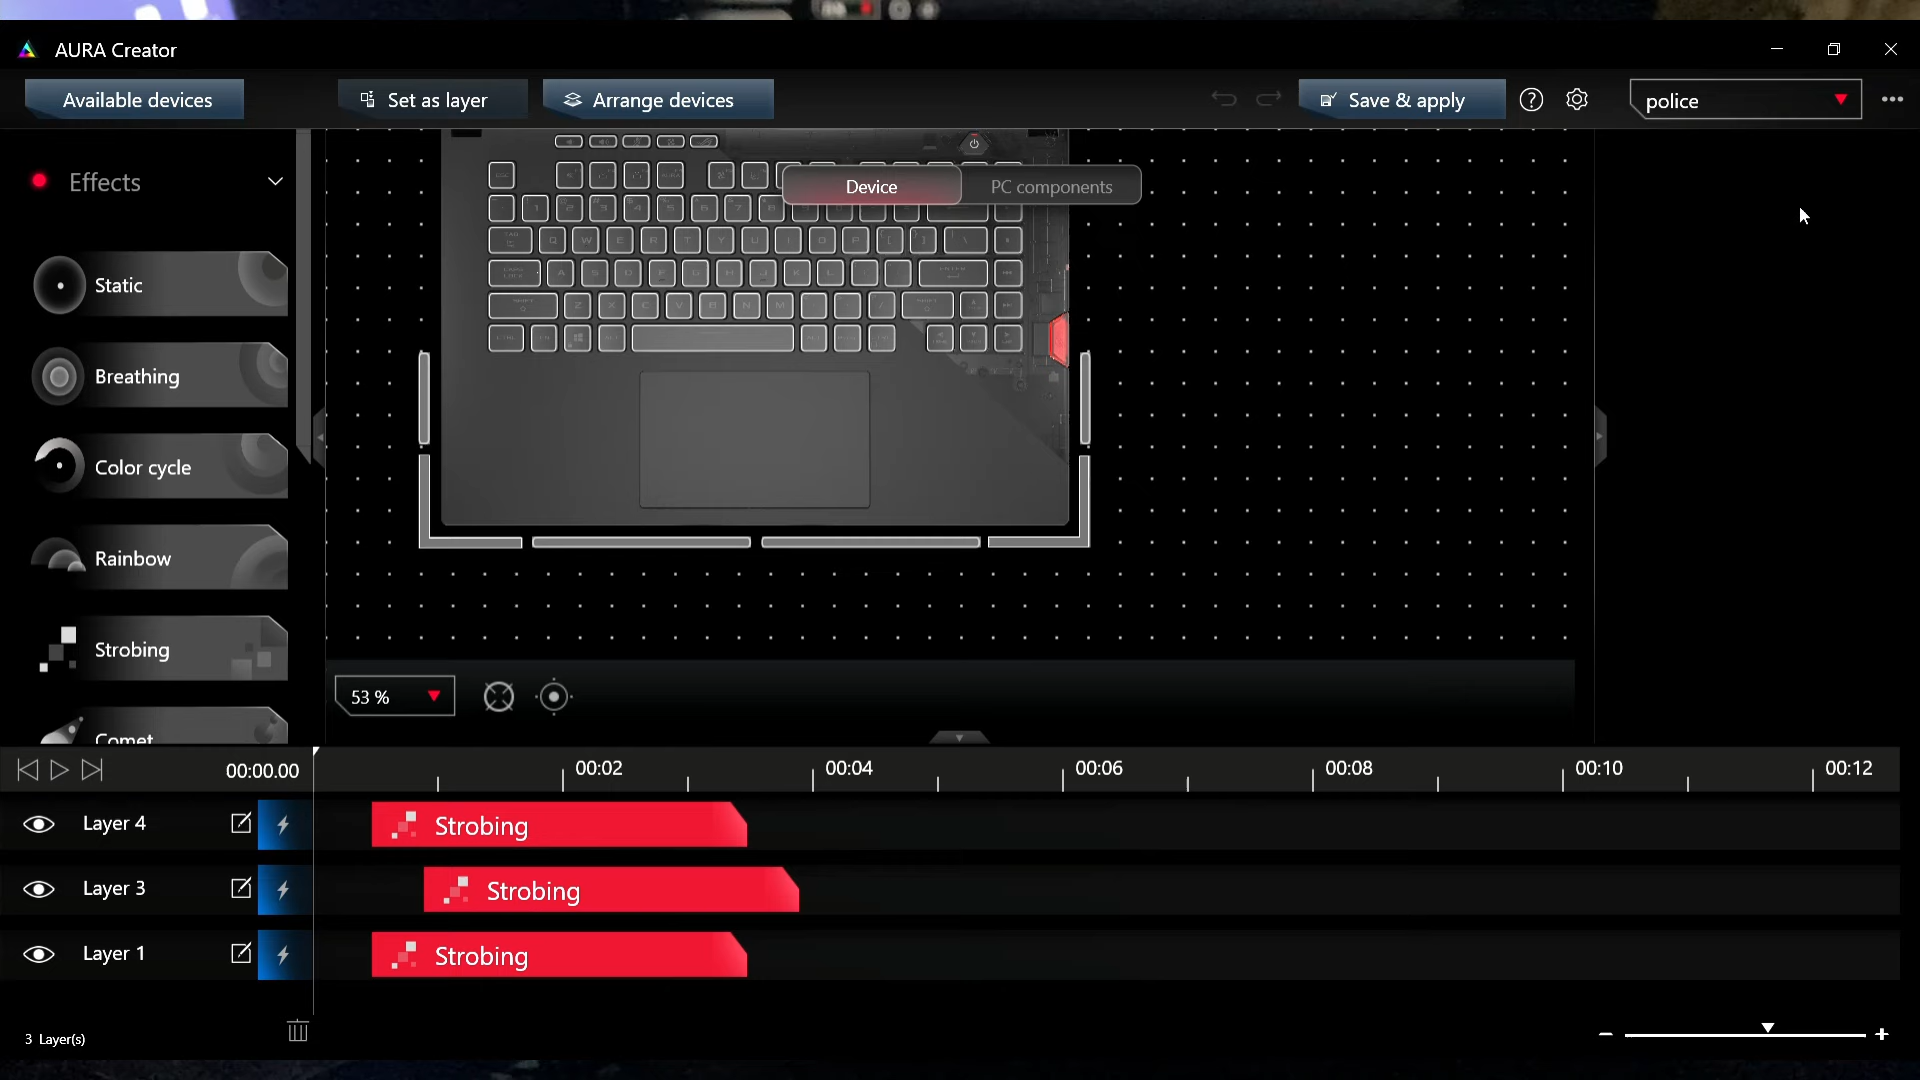 AURA Creator
Available devices
Set as layer
Arrange devices
Save & apply
police
Effects
Device
PC components
Static
Breathing
Color cycle
Rainbow
Strobing
Comet
53 %
00:00.00
00:02
00:04
00:06
00:08
00:10
00:12
Layer 4
Strobing
Layer 3
Strobing
Layer 1
Strobing
3 Layer(s)